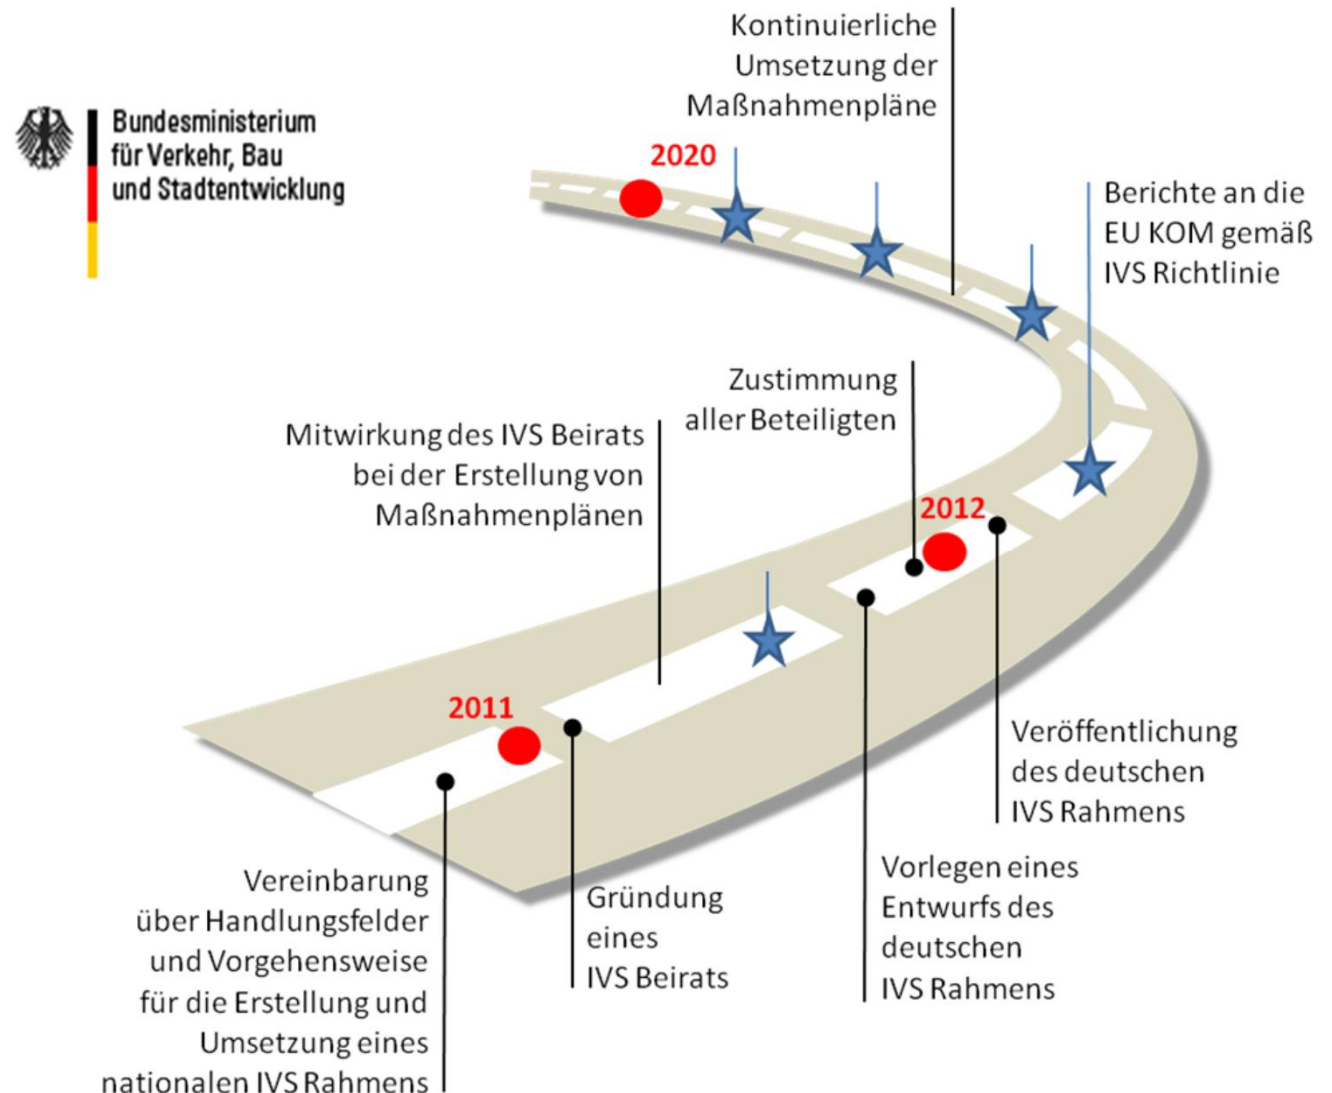 Bundesministerium
für Verkehr, Bau
und Stadtentwicklung
Kontinuierliche
Umsetzung der
Maßnahmenpläne
2020
Berichte an die
EU KOM gemäß
IVS Richtlinie
Zustimmung
aller Beteiligten
Mitwirkung des IVS Beirats
bei der Erstellung von
Maßnahmenplänen
2012
2011
Veröffentlichung
des deutschen
IVS Rahmens
Vorlegen eines
Entwurfs des
deutschen
IVS Rahmens
Gründung
eines
IVS Beirats
Vereinbarung
über Handlungsfelder
und Vorgehensweise
für die Erstellung und
Umsetzung eines
nationalen IVS Rahmens